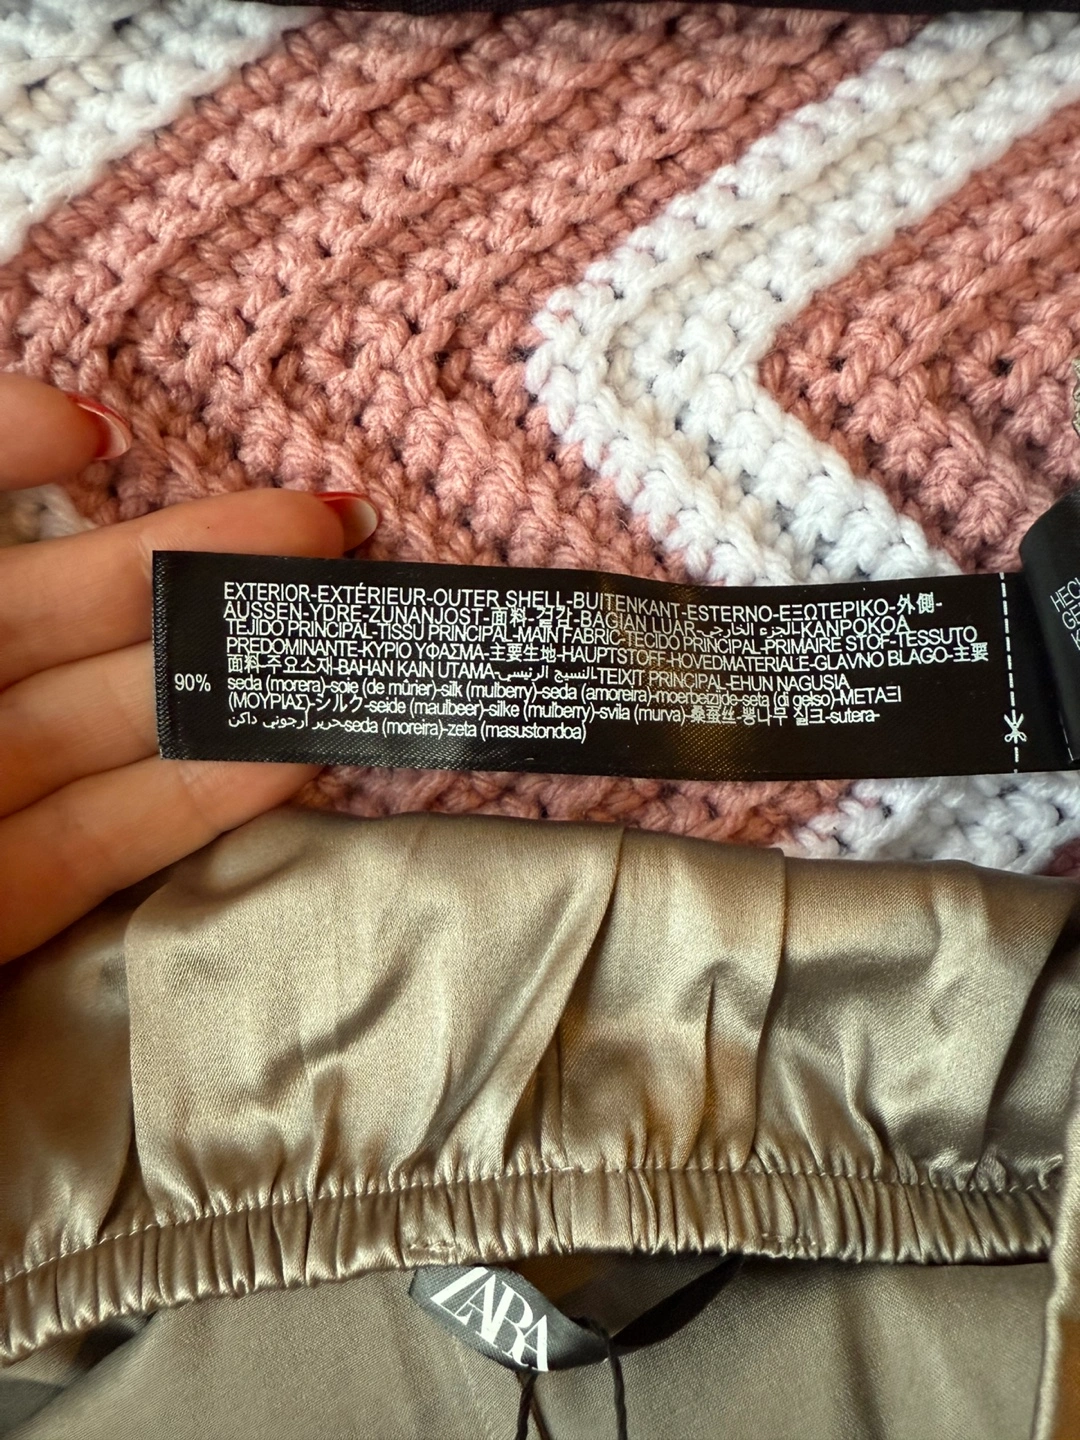 EXTERIOR-EXTÉRIEUR-OUTER SHELL-BUITENKANT-ESTERNO-ΕΞΩΤΕΡΙΚΟ-外側-
AUSSEN-YDRE-ZUNANJOST-面料-겉감-BAGIAN LUAR-الجزء الخارجي-KANPOKOA
TEJIDO PRINCIPAL-TISSU PRINCIPAL-MAIN FABRIC-TECIDO PRINCIPAL-PRIMAIRE STOF-TESSUTO
PREDOMINANTE-ΚΥΡΙΟ ΥΦΑΣΜΑ-主要生地-HAUPTSTOFF-HOVEDMATERIALE-GLAVNO BLAGO-主要
面料-주요소재-BAHAN KAIN UTAMA-النسيج الرئيسي-TEIXIT PRINCIPAL-EHUN NAGUSIA
90% seda (morera)-soie (de mûrier)-silk (mulberry)-seda (amoreira)-moerbeizijde-seta (di gelso)-ΜΕΤΑΞΙ
(ΜΟΥΡΙΑΣ)-シルク-seide (maulbeer)-silke (mulberry)-svila (murva)-桑蚕丝-뽕나무 실크-sutera-
حرير أرجوني داكن-seda (moreira)-zeta (masustondoa)
ZARA